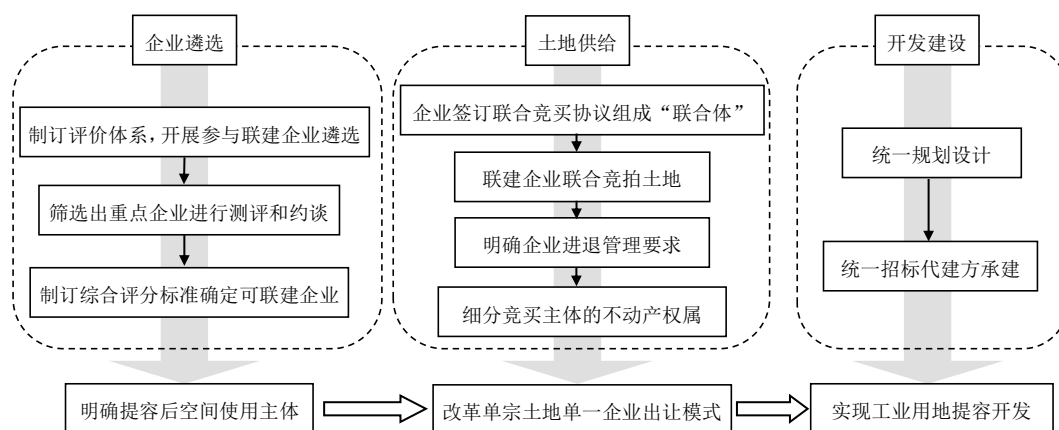 企业遴选
制订评价体系,开展参与联建企业遴选
筛选出重点企业进行测评和约谈
制订综合评分标准确定可联建企业
明确提容后空间使用主体
土地供给
企业签订联合竞买协议组成“联合体”
联建企业联合竞拍土地
明确企业进退管理要求
细分竞买主体的不动产权属
改革单宗土地单一企业出让模式
开发建设
统一规划设计
统一招标代建方承建
实现工业用地提容开发